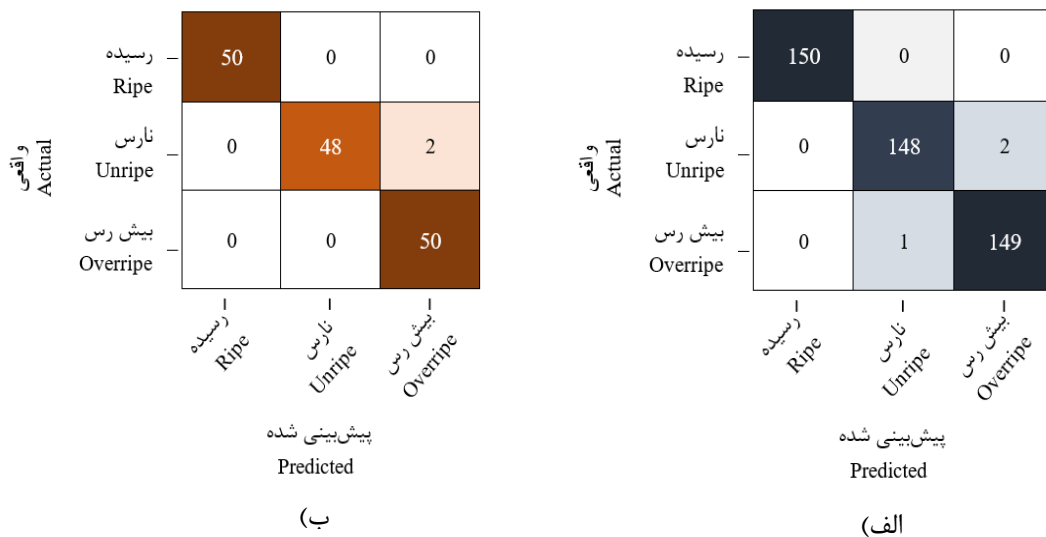 رسیده
Ripe
50 0 0
نارس
Unripe
0 48 2
بیش رس
Overripe
0 0 50
واقعی
Actual
رسیده
Ripe
نارس
Unripe
بیش رس
Overripe
پیش‌بینی شده
Predicted
ب)
رسیده
Ripe
150 0 0
نارس
Unripe
0 148 2
بیش رس
Overripe
0 1 149
واقعی
Actual
رسیده
Ripe
نارس
Unripe
بیش رس
Overripe
پیش‌بینی شده
Predicted
الف)